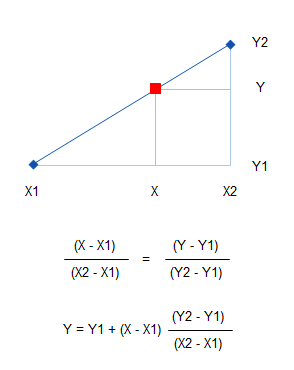 Y2
Y
Y1
X1 X X2
(X - X1) / (X2 - X1) = (Y - Y1) / (Y2 - Y1)
Y = Y1 + (X - X1) (Y2 - Y1) / (X2 - X1)